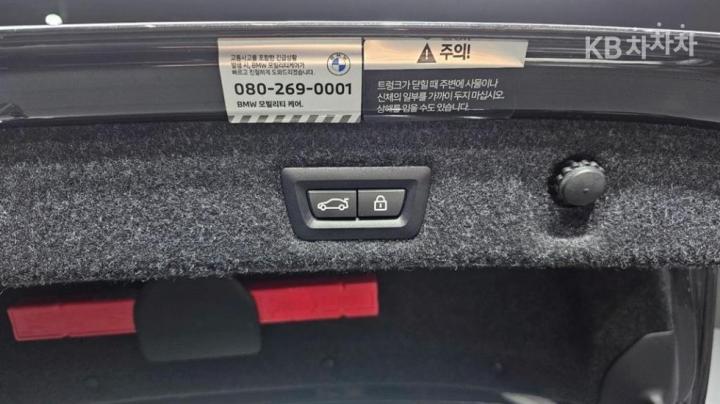 KB차차차
교통사고를 포함한 긴급상황
발생 시, BMW 모빌리티케어가
빠르고 친절하게 도와드리겠습니다.
080-269-0001
BMW 모빌리티 케어.
주의!
트렁크가 닫힐 때 주변에 사물이나
신체의 일부를 가까이 두지 마십시오.
상해를 입을 수도 있습니다.